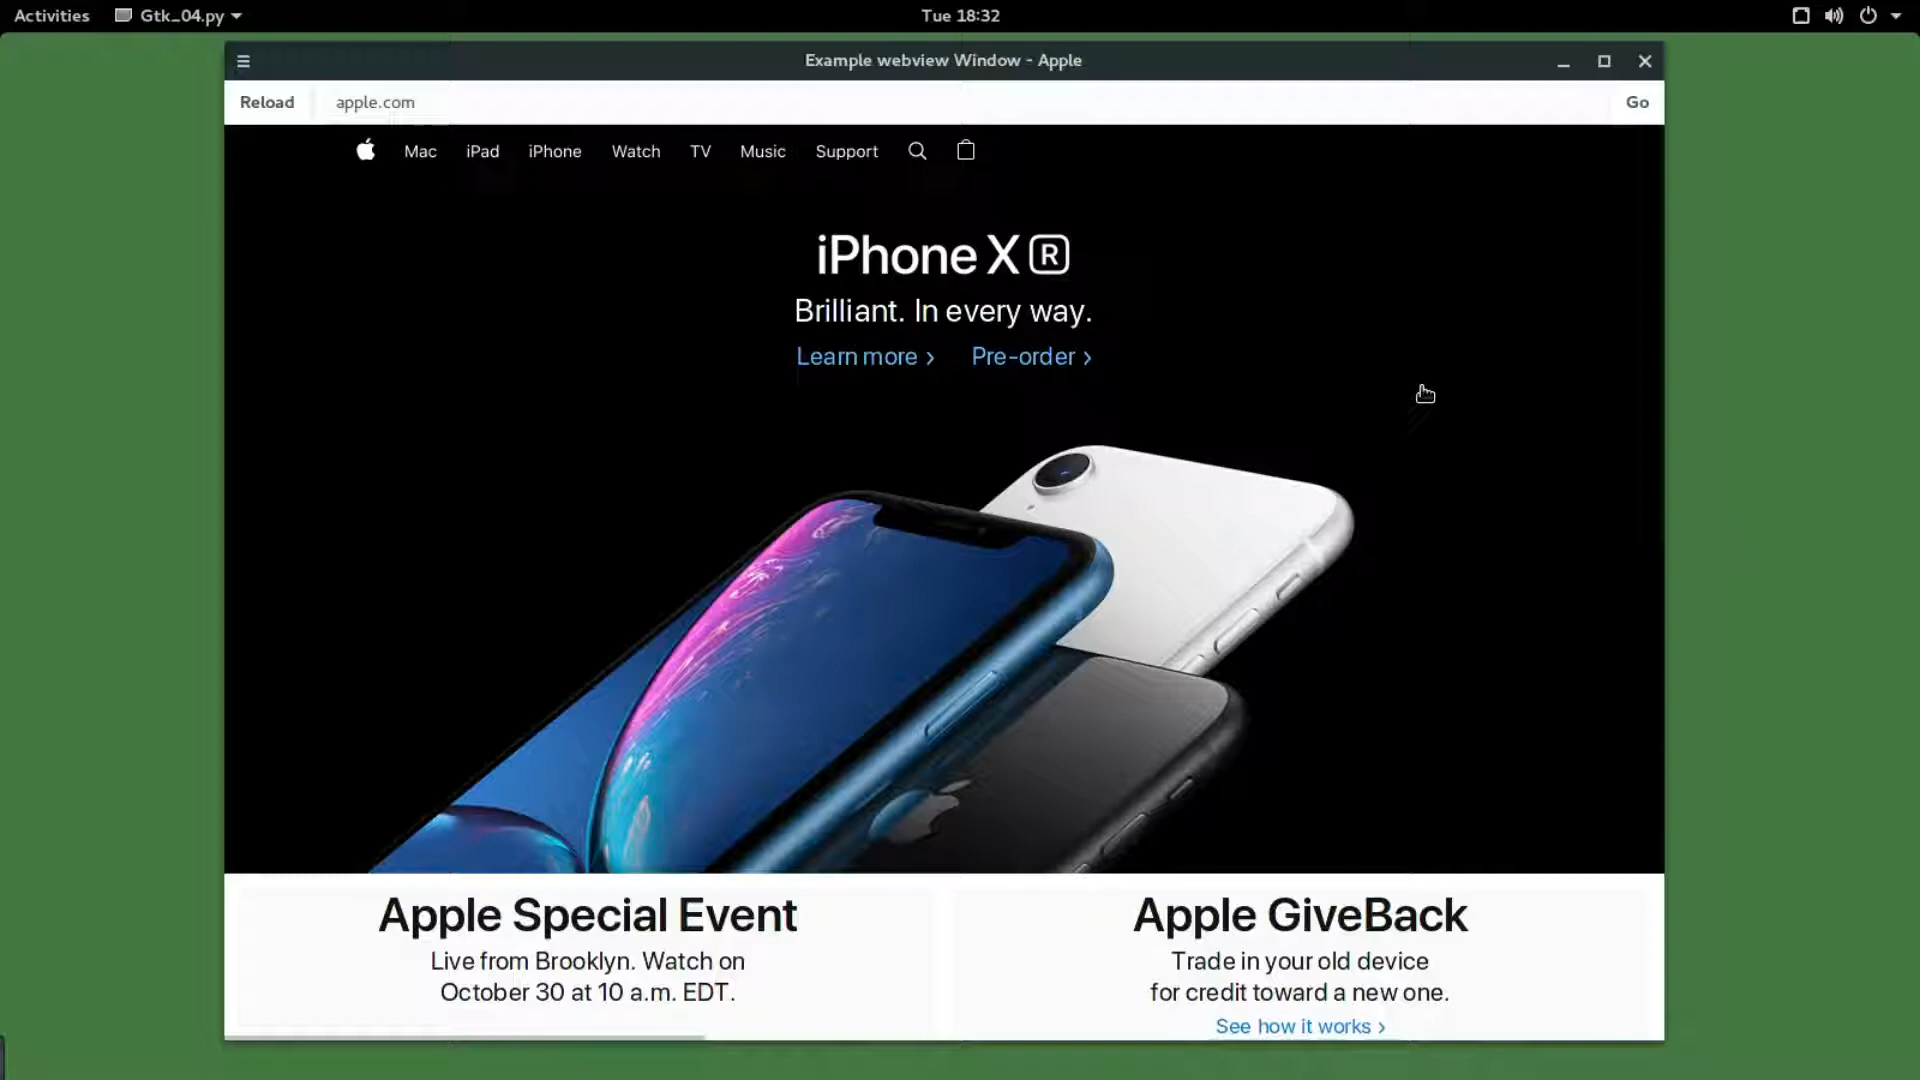 Activities Gtk_04.py Tue 18:32
Example webview Window - Apple
Reload apple.com Go
Mac iPad iPhone Watch TV Music Support
iPhone XR
Brilliant. In every way.
Learn more › Pre-order ›
Apple Special Event
Live from Brooklyn. Watch on
October 30 at 10 a.m. EDT.
Apple GiveBack
Trade in your old device
for credit toward a new one.
See how it works ›